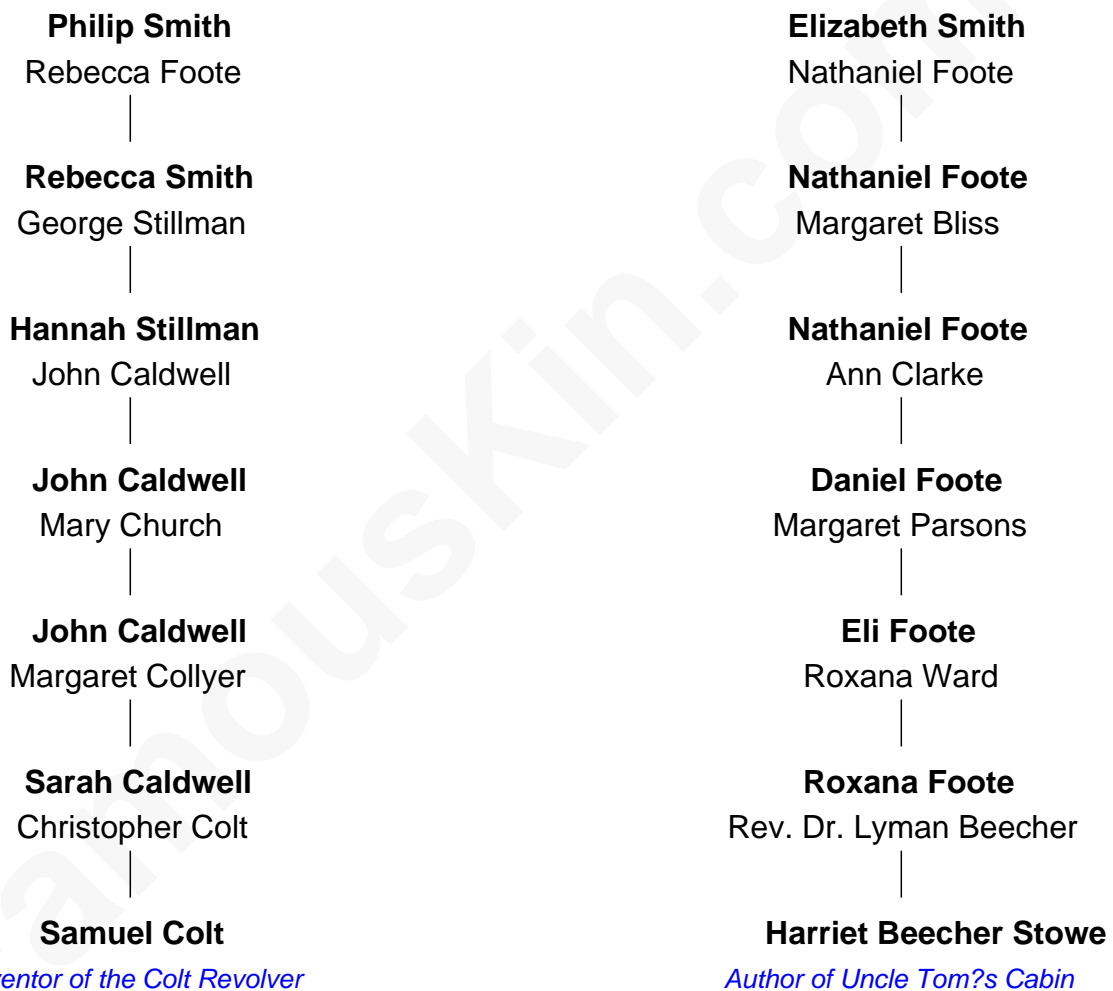 Philip Smith
Rebecca Foote
Rebecca Smith
George Stillman
Hannah Stillman
John Caldwell
John Caldwell
Mary Church
John Caldwell
Margaret Collyer
Sarah Caldwell
Christopher Colt
Samuel Colt
of the Colt Revolver
Elizabeth Smith
Nathaniel Foote
Nathaniel Foote
Margaret Bliss
Nathaniel Foote
Ann Clarke
Daniel Foote
Margaret Parsons
Eli Foote
Roxana Ward
Roxana Foote
Rev. Dr. Lyman Beecher
Harriet Beecher Stowe
Author of Uncle Tom?s Cabin
amouskin.com